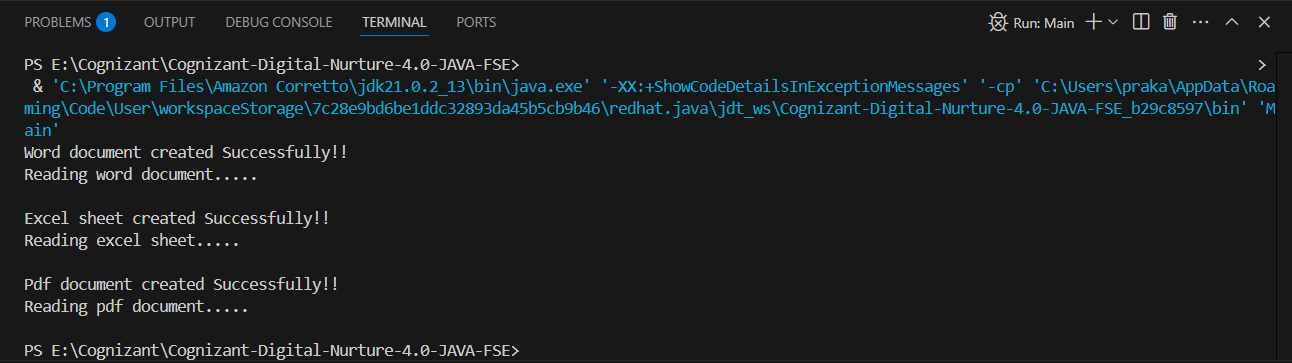 PROBLEMS 1 OUTPUT DEBUG CONSOLE TERMINAL PORTS Run: Main
PS E:\Cognizant\Cognizant-Digital-Nurture-4.0-JAVA-FSE> >
& 'C:\Program Files\Amazon Corretto\jdk21.0.2_13\bin\java.exe' '-XX:+ShowCodeDetailsInExceptionMessages' '-cp' 'C:\Users\praka\AppData\Roa
ming\Code\User\workspaceStorage\7c28e9bd6be1ddc32893da45b5cb9b46\redhat.java\jdt_ws\Cognizant-Digital-Nurture-4.0-JAVA-FSE_b29c8597\bin' 'M
ain'
Word document created Successfully!!
Reading word document.....
Excel sheet created Successfully!!
Reading excel sheet.....
Pdf document created Successfully!!
Reading pdf document.....
PS E:\Cognizant\Cognizant-Digital-Nurture-4.0-JAVA-FSE>